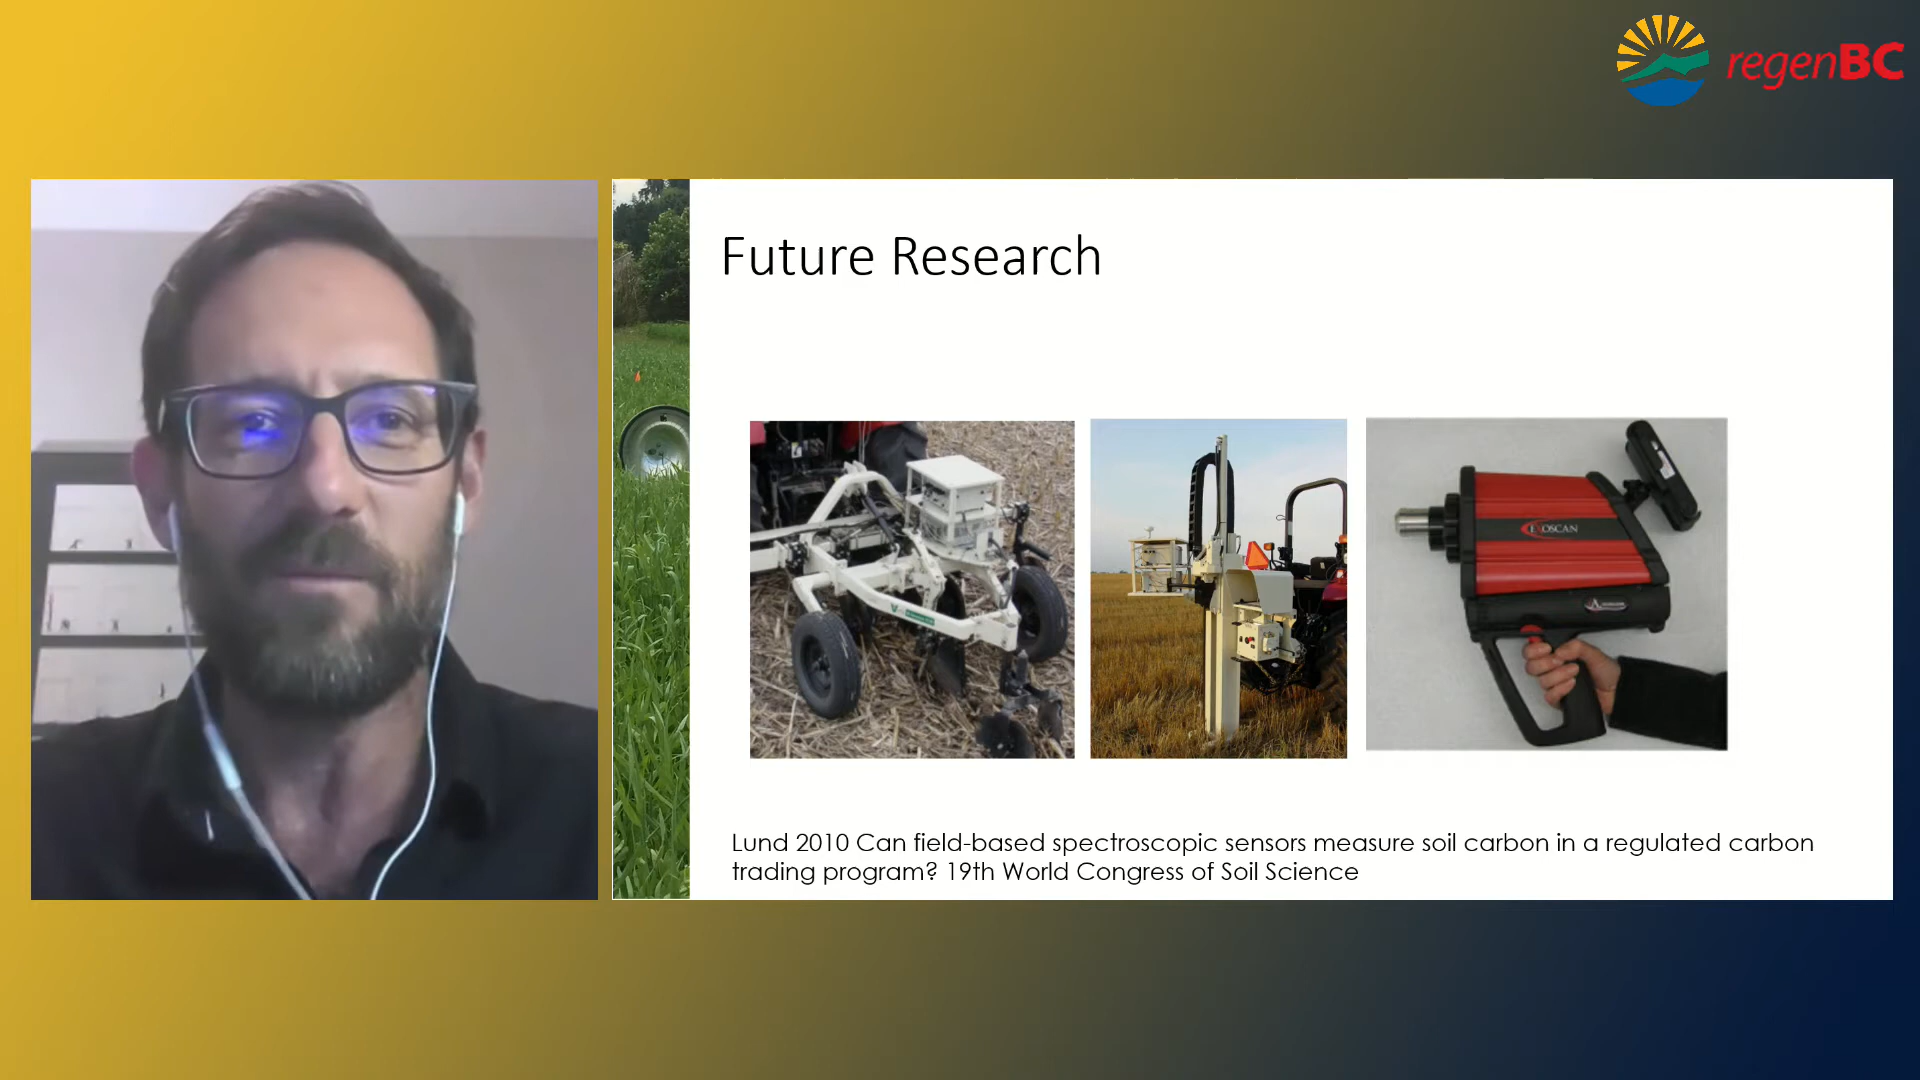 regenBC
Future Research
EXOSCAN
Lund 2010 Can field-based spectroscopic sensors measure soil carbon in a regulated carbon
trading program? 19th World Congress of Soil Science